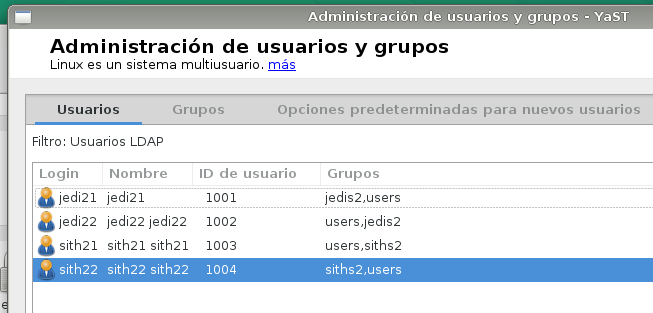 Administración de usuarios y grupos - YaST
Administración de usuarios y grupos
Linux es un sistema multiusuario. más
Usuarios Grupos Opciones predeterminadas para nuevos usuarios
Filtro: Usuarios LDAP
Login Nombre ID de usuario Grupos
jedi21 jedi21 1001 jedis2,users
jedi22 jedi22 jedi22 1002 users,jedis2
sith21 sith21 sith21 1003 users,siths2
sith22 sith22 sith22 1004 siths2,users